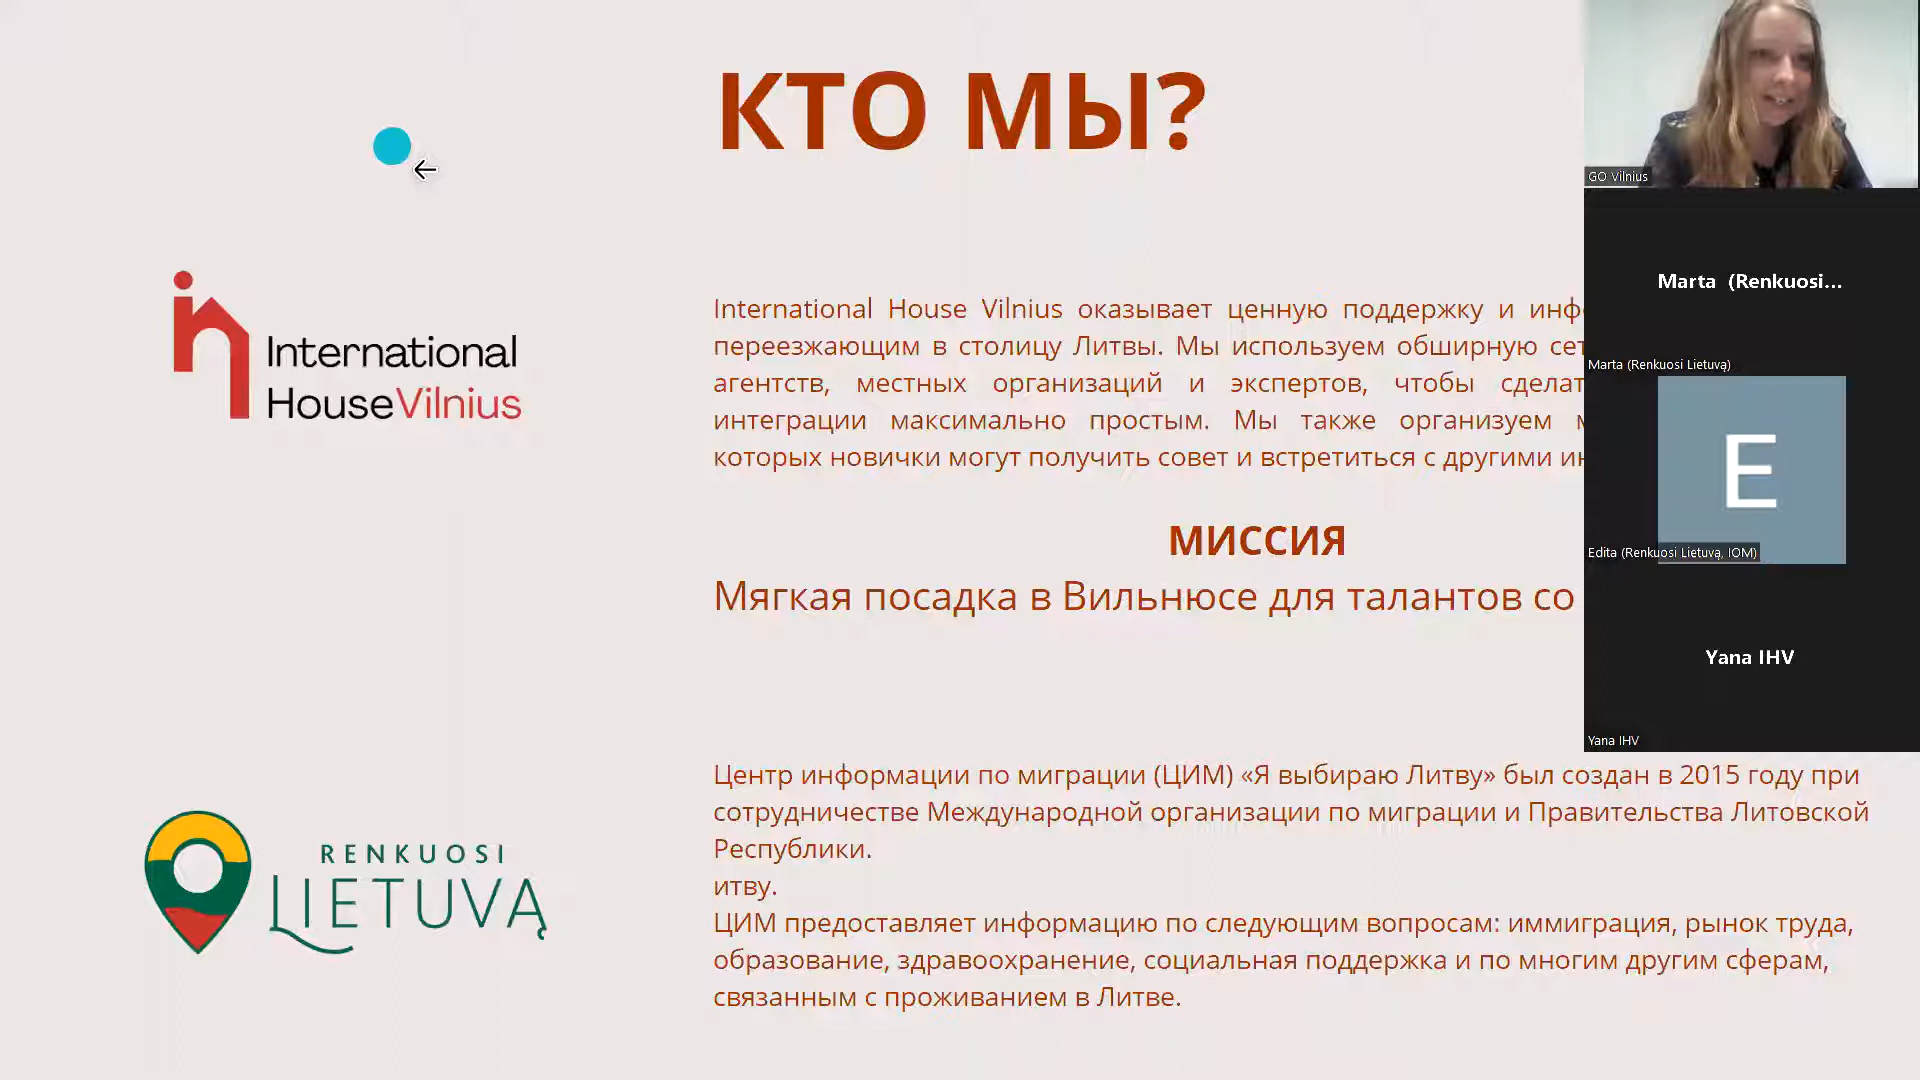 КТО МЫ?
International
HouseVilnius
International House Vilnius оказывает ценную поддержку и
переезжающим в столицу Литвы. Мы используем обширную
агентств, местных организаций и экспертов, чтобы
интеграции максимально простым. Мы также организуем
которых новички могут получить совет и встретиться с другими
МИССИЯ
Мягкая посадка в Вильнюсе для талантов со
RENKUOSI
LIETUVĄ
Центр информации по миграции (ЦИМ) «Я выбираю Литву» был создан в 2015 году при
сотрудничестве Международной организации по миграции и Правительства Литовской
Республики.
итву.
ЦИМ предоставляет информацию по следующим вопросам: иммиграция, рынок труда,
образование, здравоохранение, социальная поддержка и по многим другим сферам,
связанным с проживанием в Литве.
GO Vilnius
Marta (Renkuosi...
Marta (Renkuosi Lietuvą)
E
Edita (Renkuosi Lietuvą, IOM)
Yana IHV
Yana IHV